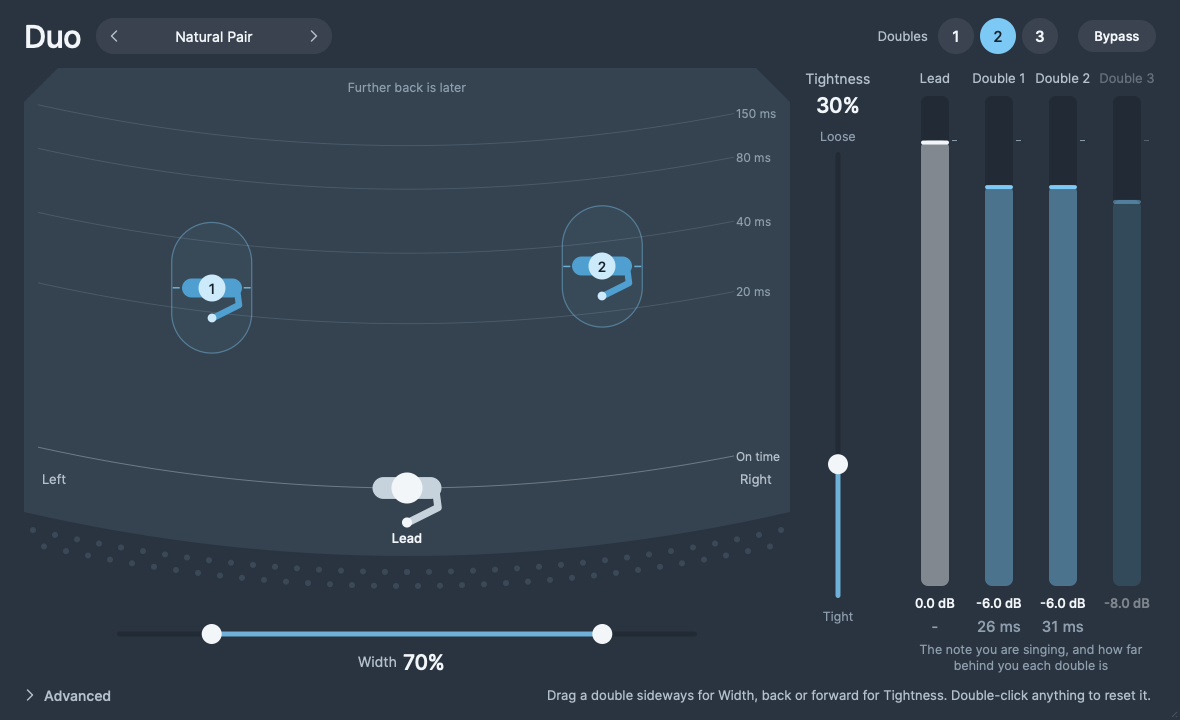 Duo
Natural Pair
Doubles 1 2 3 Bypass
Further back is later
150 ms
80 ms
40 ms
20 ms
1
2
On time
Left
Right
Lead
Width 70%
Tightness
30%
Loose
Tight
Lead Double 1 Double 2 Double 3
0.0 dB -6.0 dB -6.0 dB -8.0 dB
- 26 ms 31 ms
The note you are singing, and how far
behind you each double is
Advanced
Drag a double sideways for Width, back or forward for Tightness. Double-click anything to reset it.